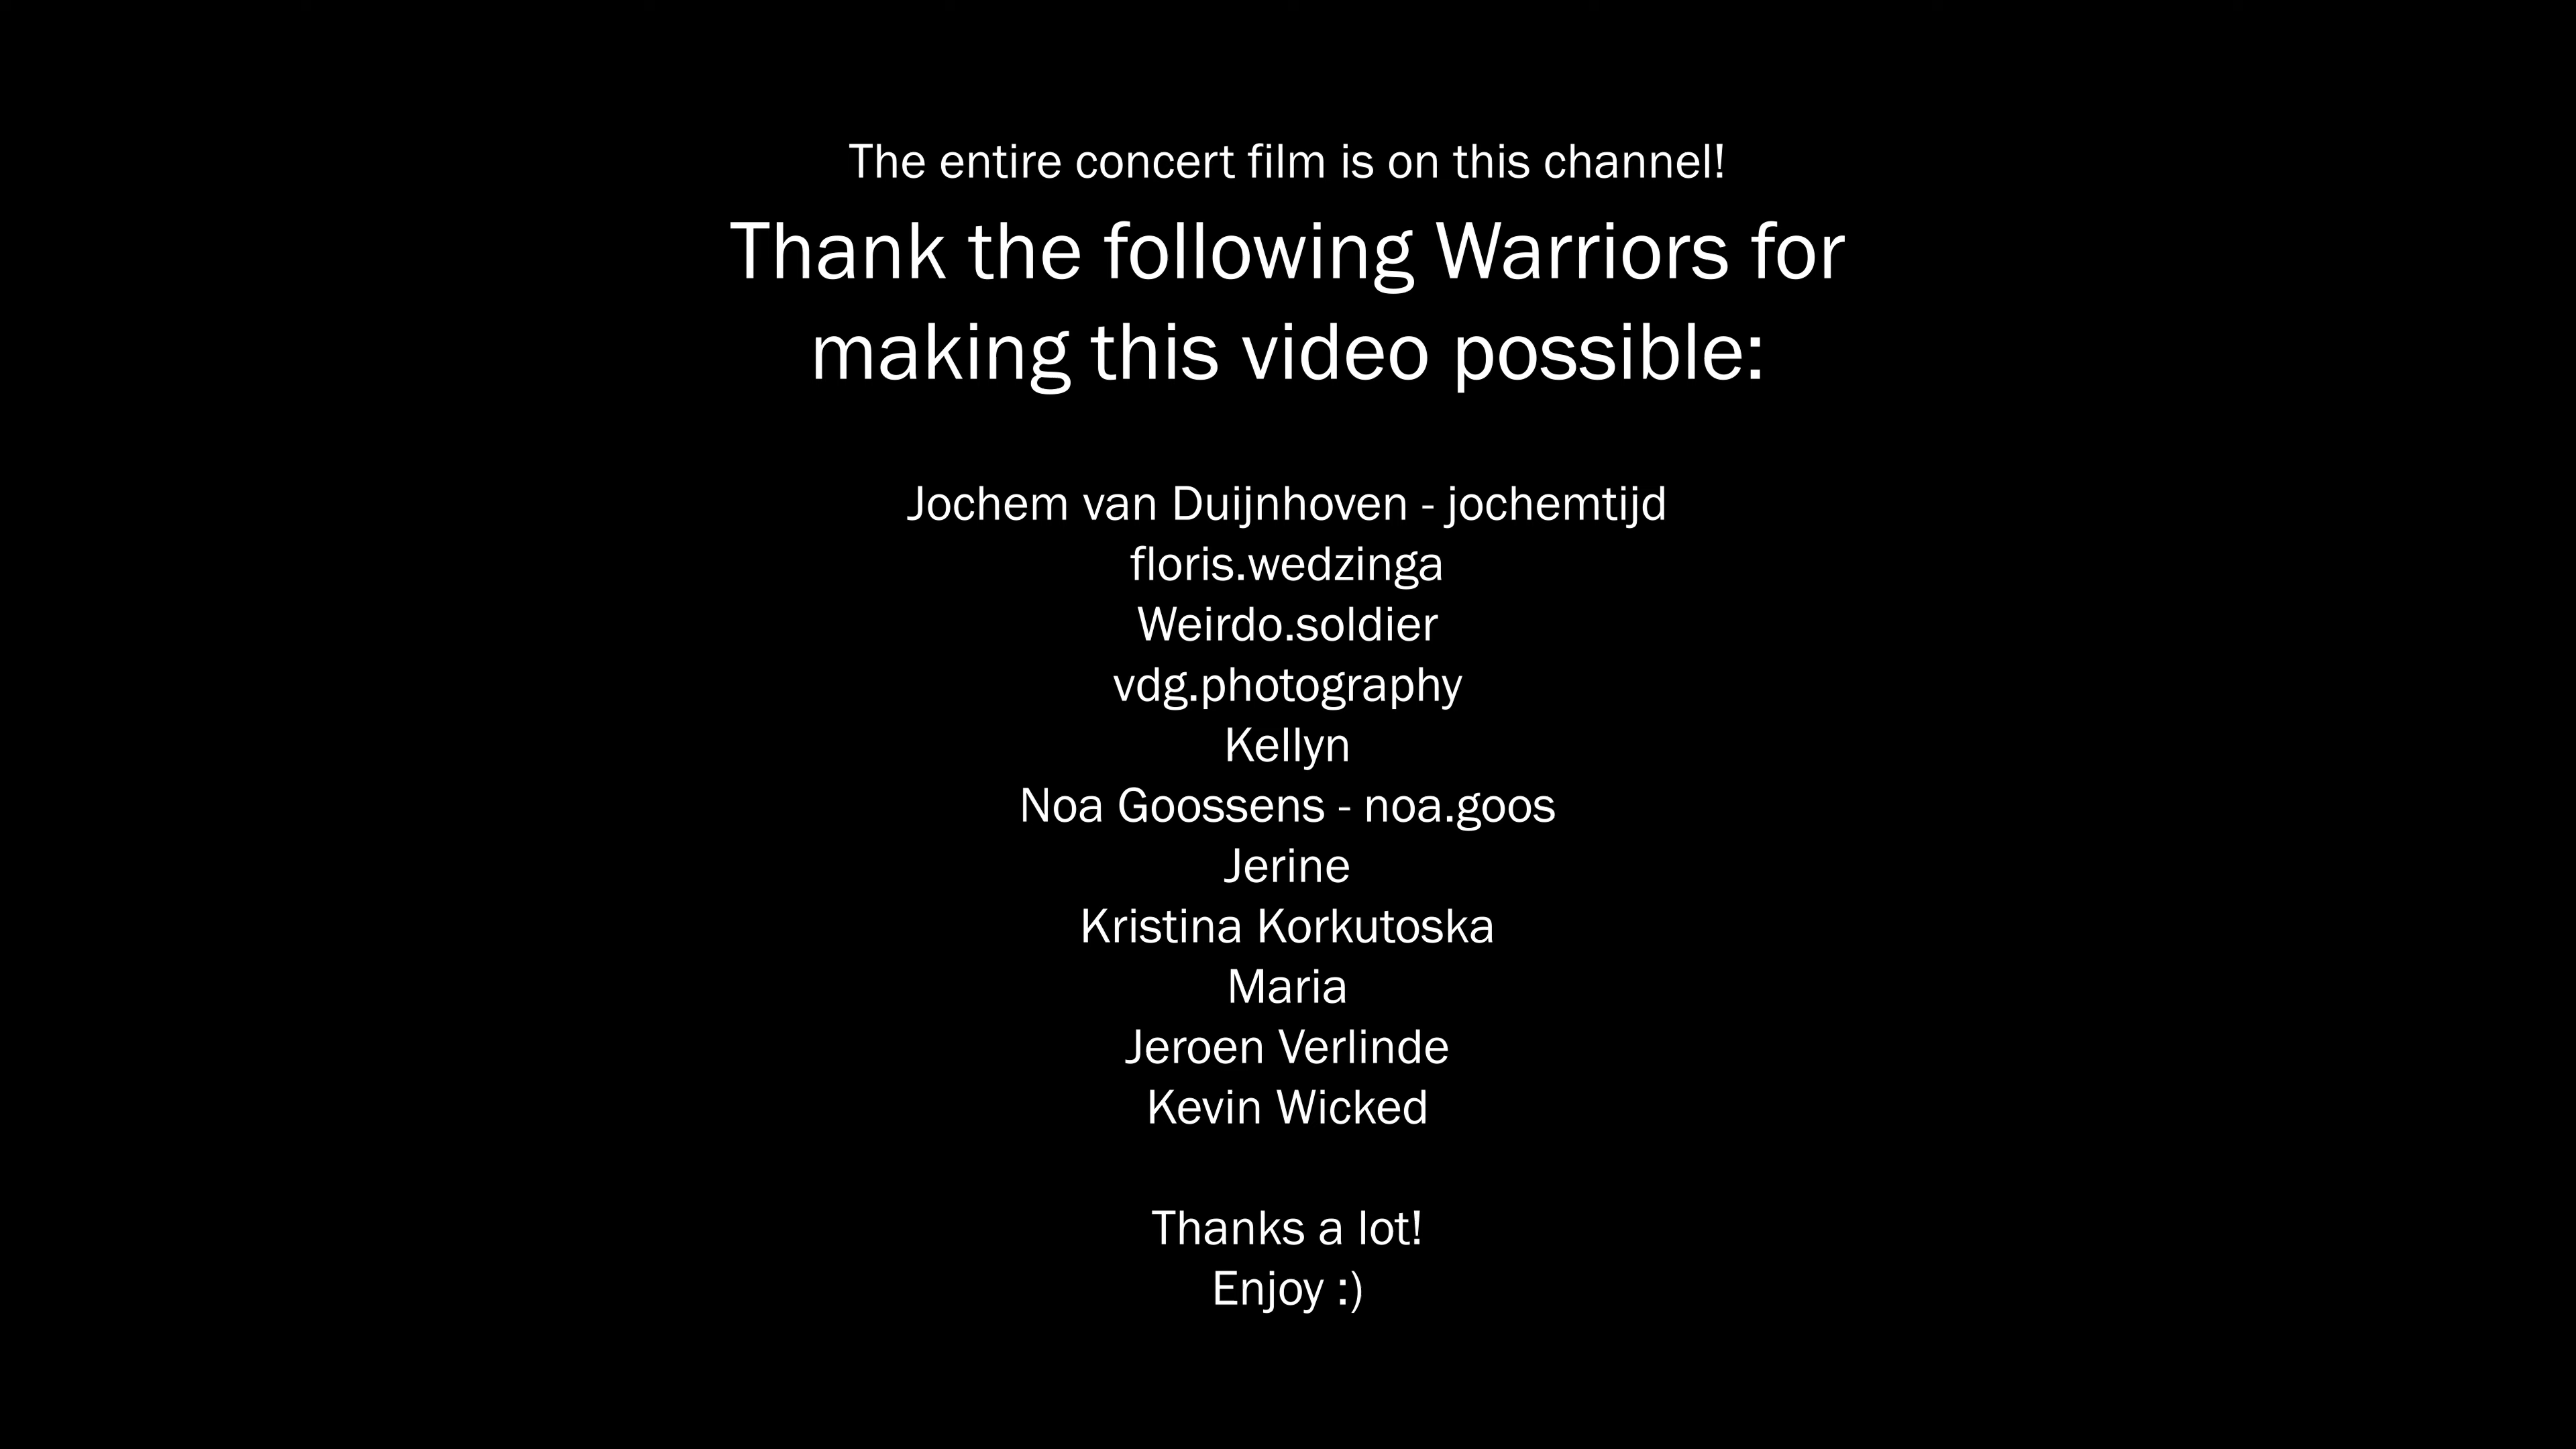 The entire concert film is on this channel!
Thank the following Warriors for
making this video possible:
Jochem van Duijnhoven - jochemtijd
floris.wedzinga
Weirdo.soldier
vdg.photography
Kellyn
Noa Goossens - noa.goos
Jerine
Kristina Korkutoska
Maria
Jeroen Verlinde
Kevin Wicked
Thanks a lot!
Enjoy :)